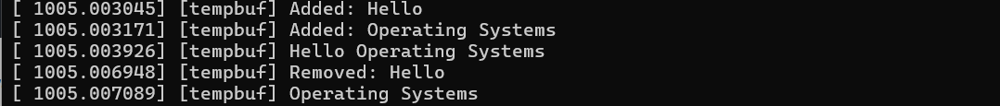 [ 1005.003045] [tempbuf] Added: Hello
[ 1005.003171] [tempbuf] Added: Operating Systems
[ 1005.003926] [tempbuf] Hello Operating Systems
[ 1005.006948] [tempbuf] Removed: Hello
[ 1005.007089] [tempbuf] Operating Systems